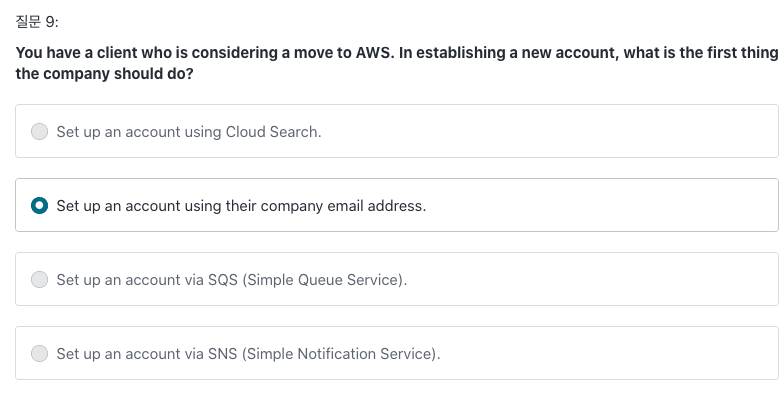 질문 9:
You have a client who is considering a move to AWS. In establishing a new account, what is the first thing
the company should do?
Set up an account using Cloud Search.
Set up an account using their company email address.
Set up an account via SQS (Simple Queue Service).
Set up an account via SNS (Simple Notification Service).